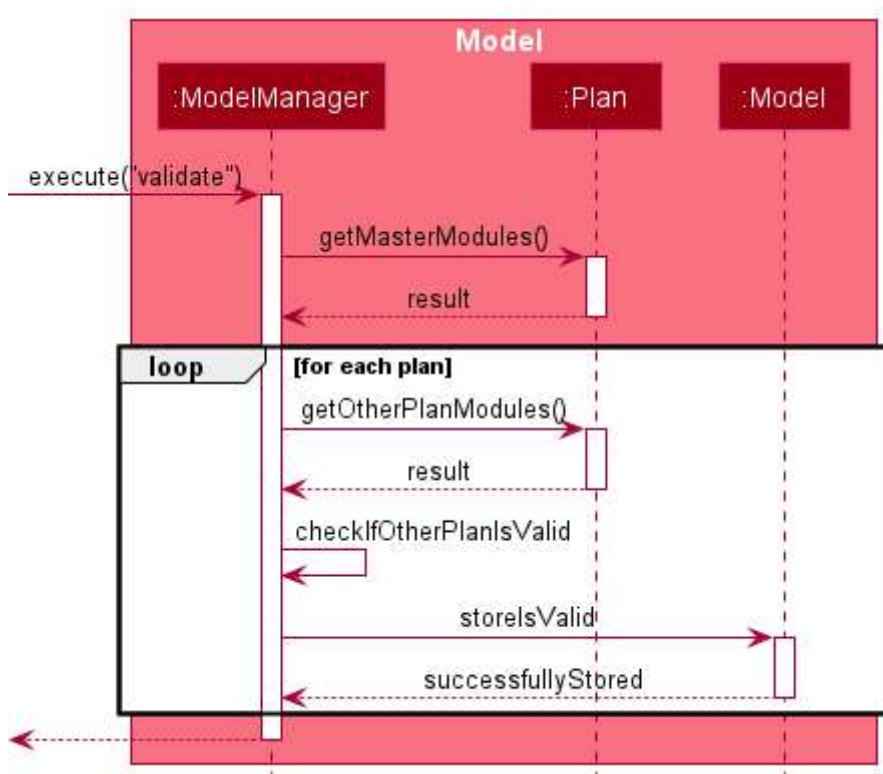 Model
:ModelManager :Plan :Model
execute("validate")
getMasterModules()
result
loop [for each plan]
getOtherPlanModules()
result
checkIfOtherPlanIsValid
storeIsValid
successfullyStored